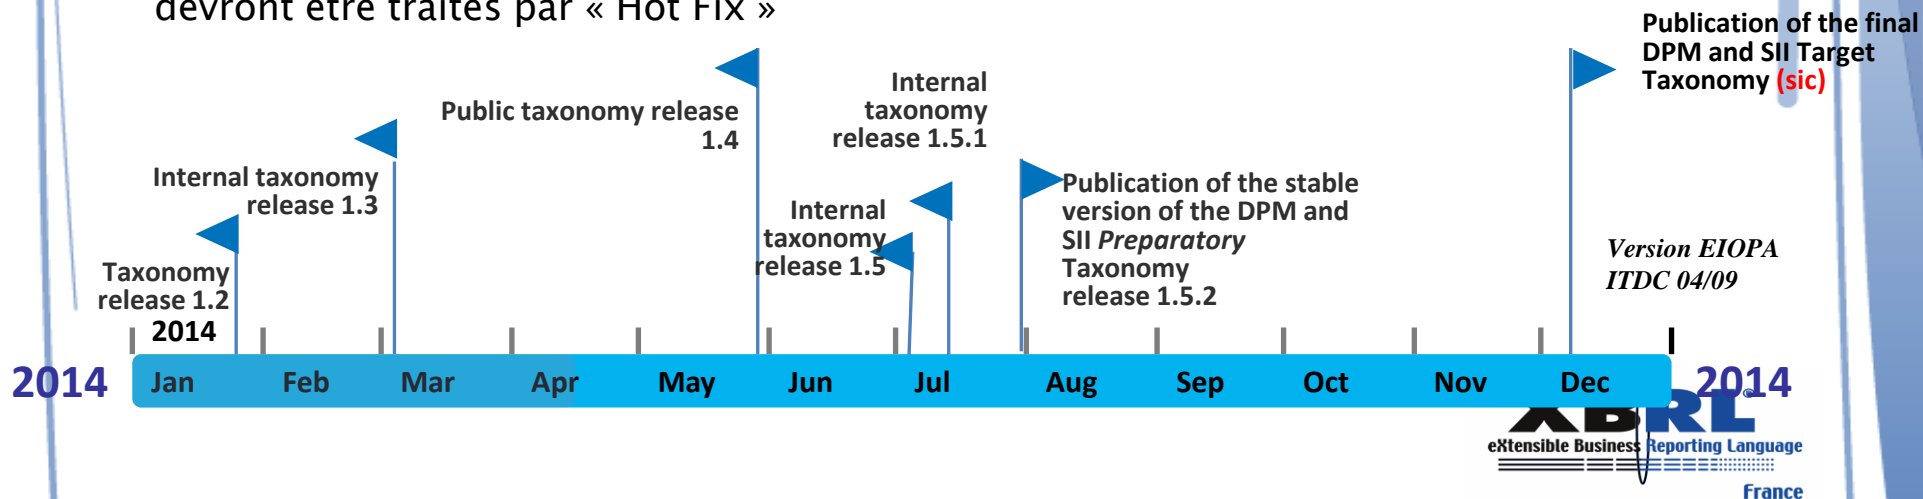 devront être traités par « Hot Fix »
Publication of the final
DPM and SII Target
Taxonomy (sic)
Internal
taxonomy
release 1.5.1
Public taxonomy release
1.4
Internal taxonomy
release 1.3
Publication of the stable
version of the DPM and
SII Preparatory
Taxonomy
release 1.5.2
Internal
taxonomy
release 1.5
Version EIOPA
ITDC 04/09
Taxonomy
release 1.2
2014
2014 Jan Feb Mar Apr May Jun Jul Aug Sep Oct Nov Dec 2014
XBRL
eXtensible Business Reporting Language
France